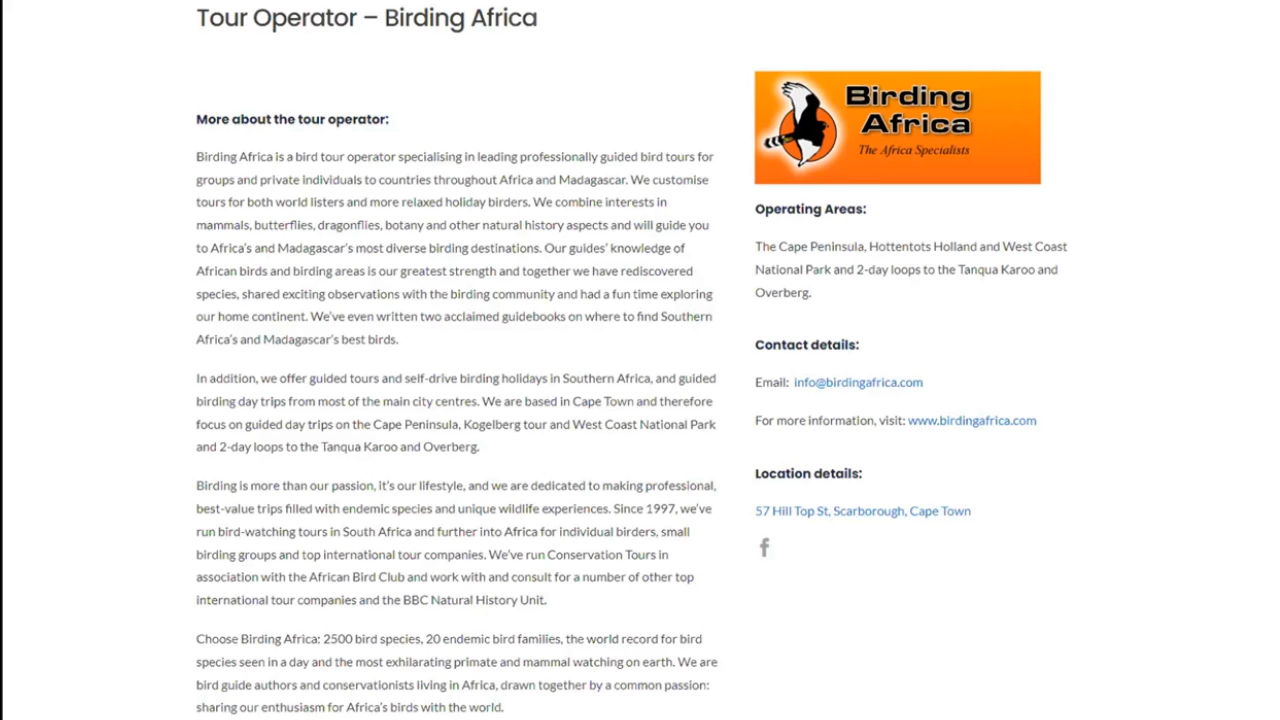 Tour Operator – Birding Africa
More about the tour operator:
Birding Africa is a bird tour operator specialising in leading professionally guided bird tours for
groups and private individuals to countries throughout Africa and Madagascar. We customise
tours for both world listers and more relaxed holiday birders. We combine interests in
mammals, butterflies, dragonflies, botany and other natural history aspects and will guide you
to Africa's and Madagascar's most diverse birding destinations. Our guides' knowledge of
African birds and birding areas is our greatest strength and together we have rediscovered
species, shared exciting observations with the birding community and had a fun time exploring
our home continent. We've even written two acclaimed guidebooks on where to find Southern
Africa's and Madagascar's best birds.
In addition, we offer guided tours and self-drive birding holidays in Southern Africa, and guided
birding day trips from most of the main city centres. We are based in Cape Town and therefore
focus on guided day trips on the Cape Peninsula, Kogelberg tour and West Coast National Park
and 2-day loops to the Tanqua Karoo and Overberg.
Birding is more than our passion, it's our lifestyle, and we are dedicated to making professional,
best-value trips filled with endemic species and unique wildlife experiences. Since 1997, we've
run bird-watching tours in South Africa and further into Africa for individual birders, small
birding groups and top international tour companies. We've run Conservation Tours in
association with the African Bird Club and work with and consult for a number of other top
international tour companies and the BBC Natural History Unit.
Choose Birding Africa: 2500 bird species, 20 endemic bird families, the world record for bird
species seen in a day and the most exhilarating primate and mammal watching on earth. We are
bird guide authors and conservationists living in Africa, drawn together by a common passion:
sharing our enthusiasm for Africa's birds with the world.
Birding
Africa
The Africa Specialists
Operating Areas:
The Cape Peninsula, Hottentots Holland and West Coast
National Park and 2-day loops to the Tanqua Karoo and
Overberg.
Contact details:
Email: info@birdingafrica.com
For more information, visit: www.birdingafrica.com
Location details:
57 Hill Top St, Scarborough, Cape Town